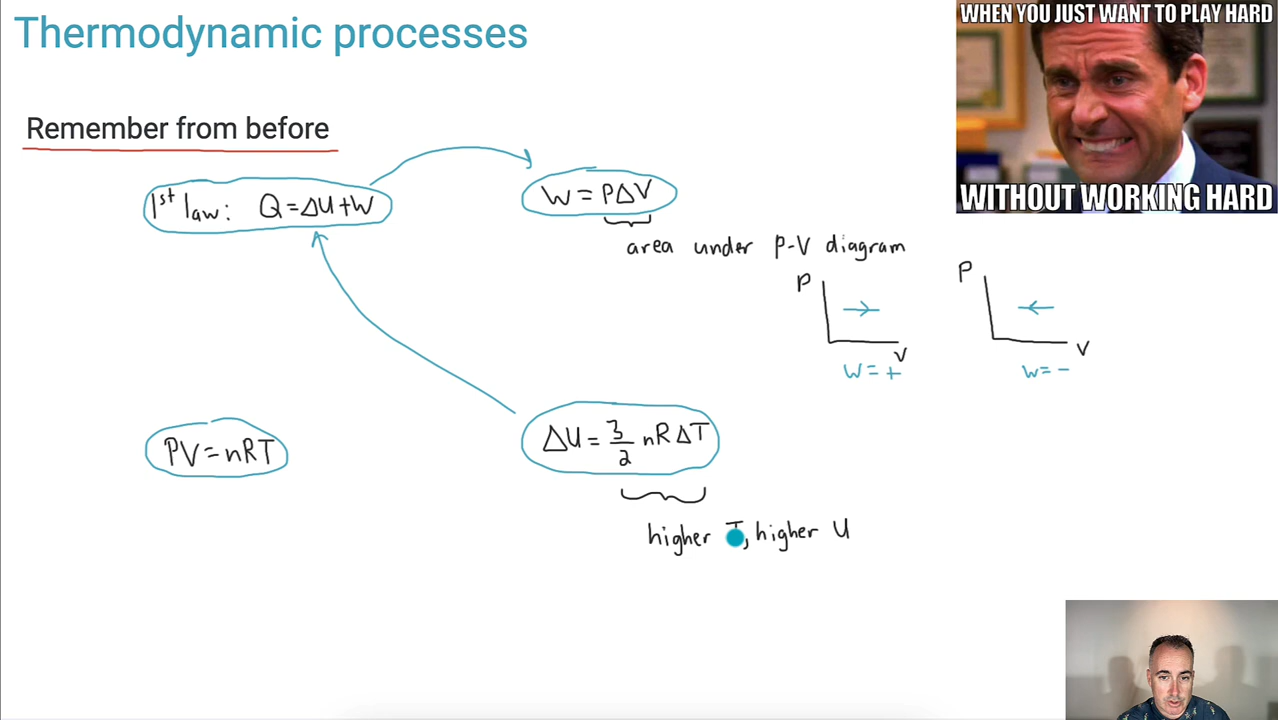 Thermodynamic processes
WHEN YOU JUST WANT TO PLAY HARD
WITHOUT WORKING HARD
Remember from before
1st law: Q = ΔU + W
W = PΔV
area under P-V diagram
P
V
W = +
P
V
W = -
PV = nRT
ΔU = 3/2 nRΔT
higher T, higher U